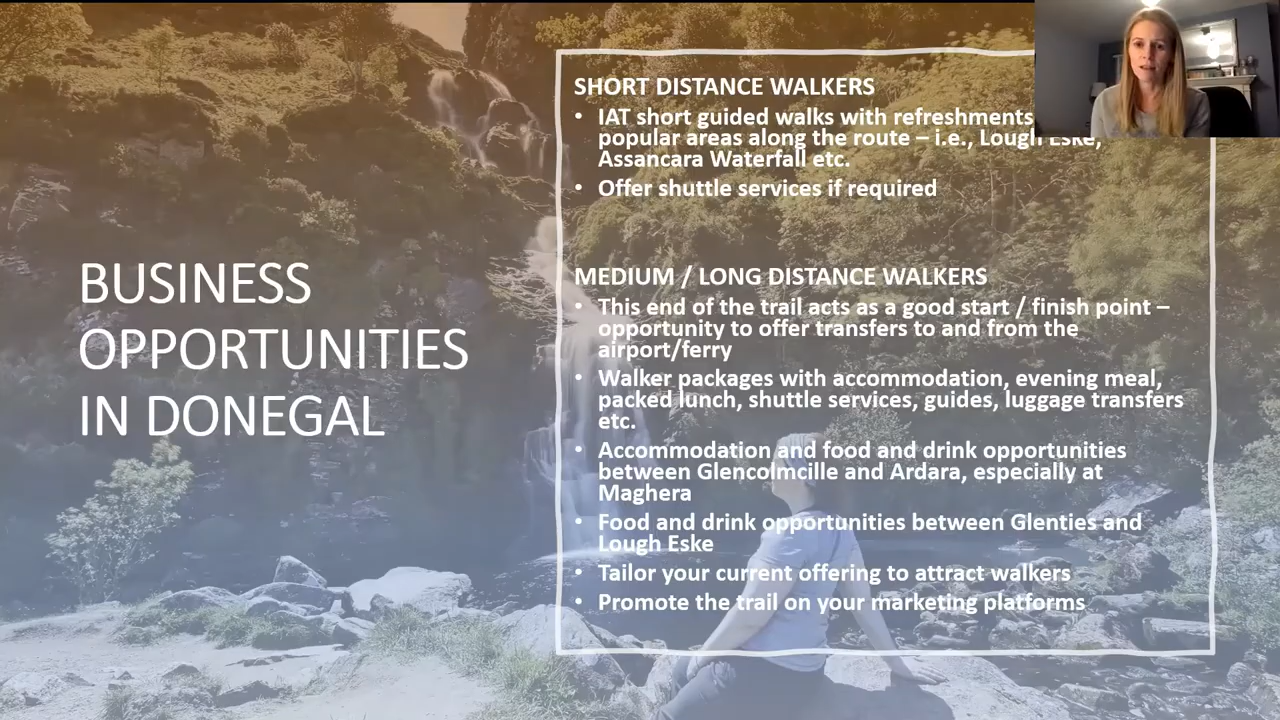 BUSINESS
OPPORTUNITIES
IN DONEGAL
SHORT DISTANCE WALKERS
• IAT short guided walks with refreshments
popular areas along the route – i.e., Lough Eske,
Assancara Waterfall etc.
• Offer shuttle services if required
MEDIUM / LONG DISTANCE WALKERS
• This end of the trail acts as a good start / finish point –
opportunity to offer transfers to and from the
airport/ferry
• Walker packages with accommodation, evening meal,
packed lunch, shuttle services, guides, luggage transfers
etc.
• Accommodation and food and drink opportunities
between Glencolmcille and Ardara, especially at
Maghera
• Food and drink opportunities between Glenties and
Lough Eske
• Tailor your current offering to attract walkers
• Promote the trail on your marketing platforms